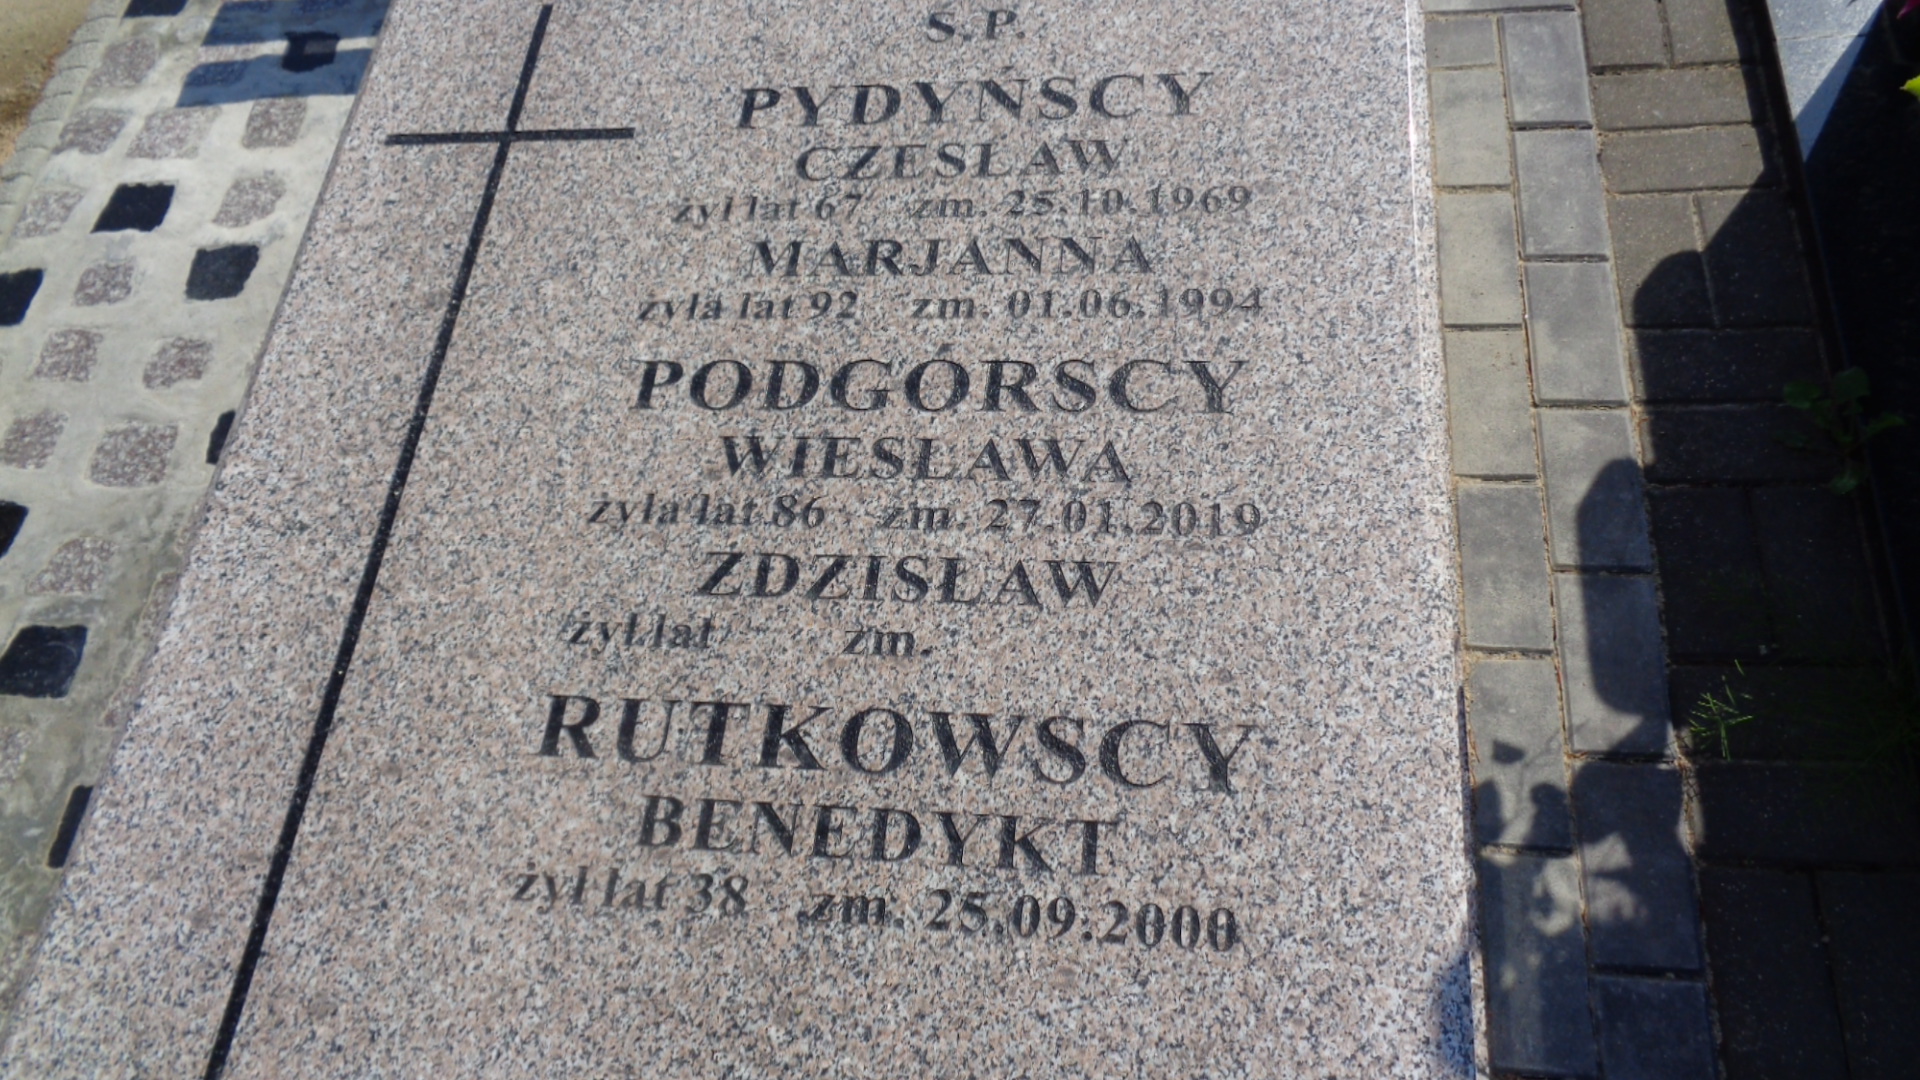 Ś.P.
PYDYŃSCY
CZESŁAW
żył lat 67 zm. 25.10.1969
MARJANNA
żyła lat 92 zm. 01.06.1994
PODGÓRSCY
WIESŁAWA
żyła lat 86 zm. 27.01.2019
ZDZISŁAW
żył lat zm.
RUTKOWSCY
BENEDYKT
żył lat 38 zm. 25.09.2000